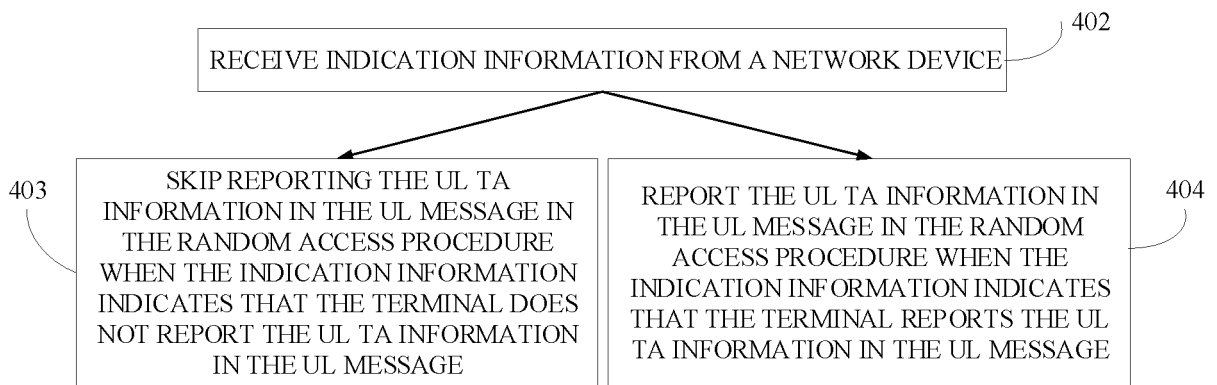 402
RECEIVE INDICATION INFORMATION FROM A NETWORK DEVICE
403
SKIP REPORTING THE UL TA
INFORMATION IN THE UL MESSAGE IN
THE RANDOM ACCESS PROCEDURE
WHEN THE INDICATION INFORMATION
INDICATES THAT THE TERMINAL DOES
NOT REPORT THE UL TA INFORMATION
IN THE UL MESSAGE
REPORT THE UL TA INFORMATION IN
THE UL MESSAGE IN THE RANDOM
ACCESS PROCEDURE WHEN THE
INDICATION INFORMATION INDICATES
THAT THE TERMINAL REPORTS THE UL
TA INFORMATION IN THE UL MESSAGE
404